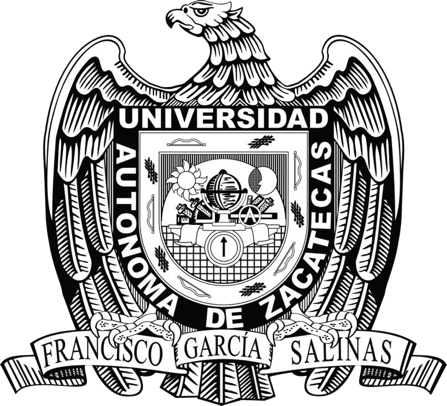 UNIVERSIDAD
AUTONOMA
DE
ZACATECAS
FRANCISCO GARCÍA SALINAS